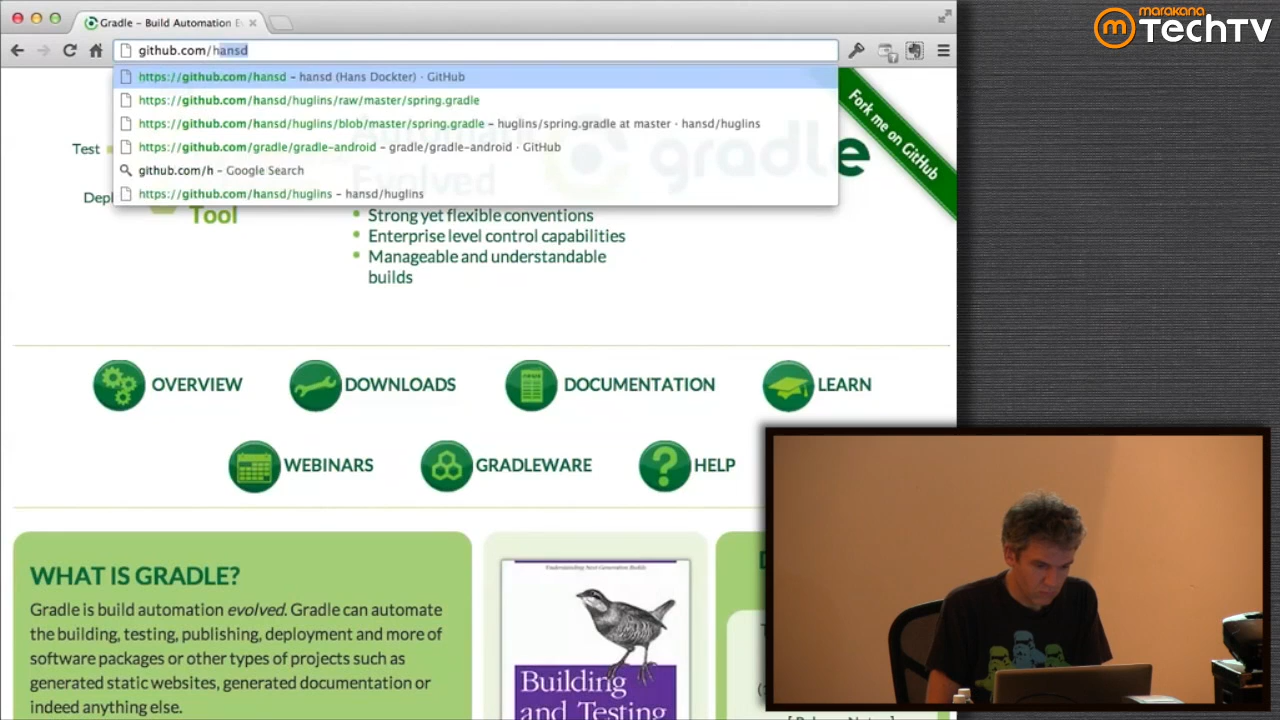 Gradle – Build Automation Ev
github.com/hansd
https://github.com/hansd – hansd (Hans Dockter) · GitHub
https://github.com/hansd/huglins/raw/master/spring.gradle
https://github.com/hansd/huglins/blob/master/spring.gradle – huglins/spring.gradle at master · hansd/huglins
https://github.com/gradle/gradle-android – gradle/gradle-android · GitHub
github.com/h – Google Search
https://github.com/hansd/huglins – hansd/huglins
marakana
TechTV
Fork me on GitHub
Test
Depl
Tool
Evolved
gradle
Strong yet flexible conventions
Enterprise level control capabilities
Manageable and understandable
builds
OVERVIEW
DOWNLOADS
DOCUMENTATION
LEARN
WEBINARS
GRADLEWARE
HELP
WHAT IS GRADLE?
Gradle is build automation evolved. Gradle can automate
the building, testing, publishing, deployment and more of
software packages or other types of projects such as
generated static websites, generated documentation or
indeed anything else.
Understanding Next-Generation Builds
Building
and Testing